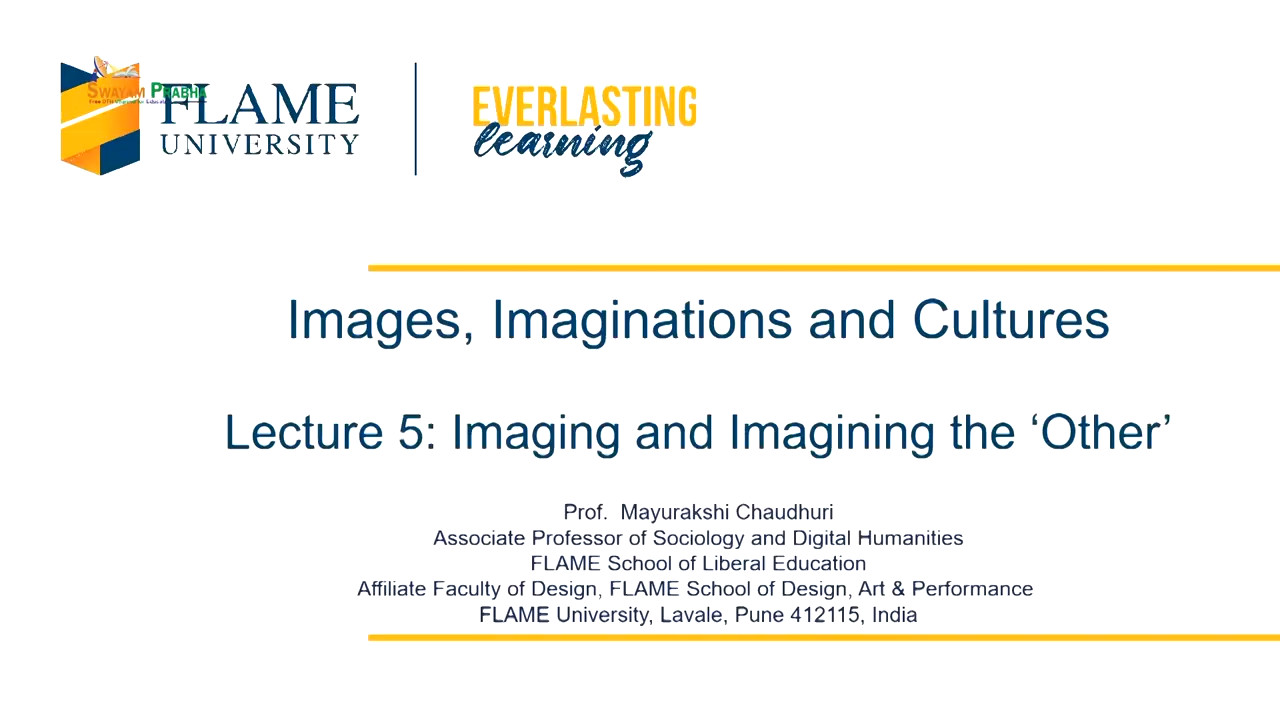 SWAYAM PRABHA
FLAME
UNIVERSITY
EVERLASTING
learning
Images, Imaginations and Cultures
Lecture 5: Imaging and Imagining the ‘Other’
Prof. Mayurakshi Chaudhuri
Associate Professor of Sociology and Digital Humanities
FLAME School of Liberal Education
Affiliate Faculty of Design, FLAME School of Design, Art & Performance
FLAME University, Lavale, Pune 412115, India